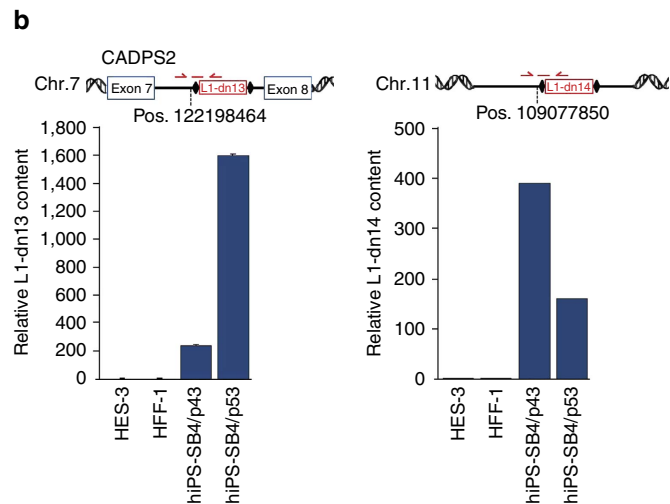 b
CADPS2
Chr.7 Exon 7 L1-dn13 Exon 8
Pos. 122198464
Relative L1-dn13 content
1,800
1,600
1,400
1,200
1,000
800
600
400
200
0
HES-3
HFF-1
hiPS-SB4/p43
hiPS-SB4/p53
Chr.11 L1-dn14
Pos. 109077850
Relative L1-dn14 content
500
400
300
200
100
0
HES-3
HFF-1
hiPS-SB4/p43
hiPS-SB4/p53